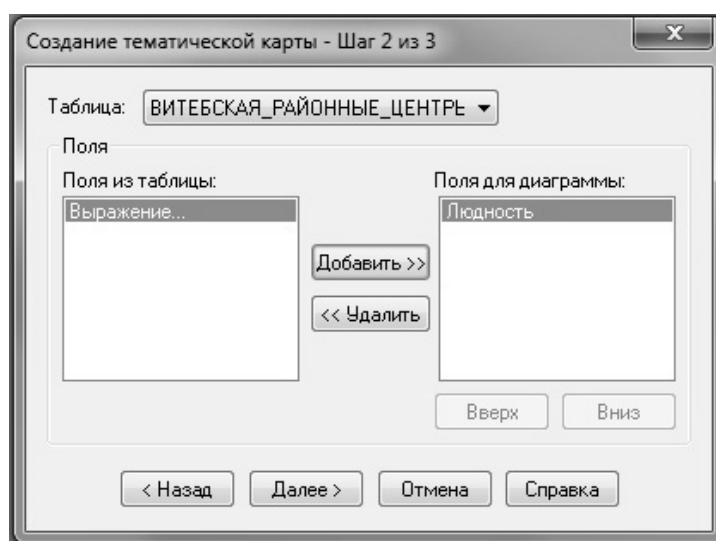 Создание тематической карты - Шаг 2 из 3
x
Таблица: ВИТЕБСКАЯ_РАЙОННЫЕ_ЦЕНТРЬ
Поля
Поля из таблицы: Поля для диаграммы:
Выражение... Людность
Добавить >>
<< Удалить
Вверх Вниз
< Назад Далее > Отмена Справка